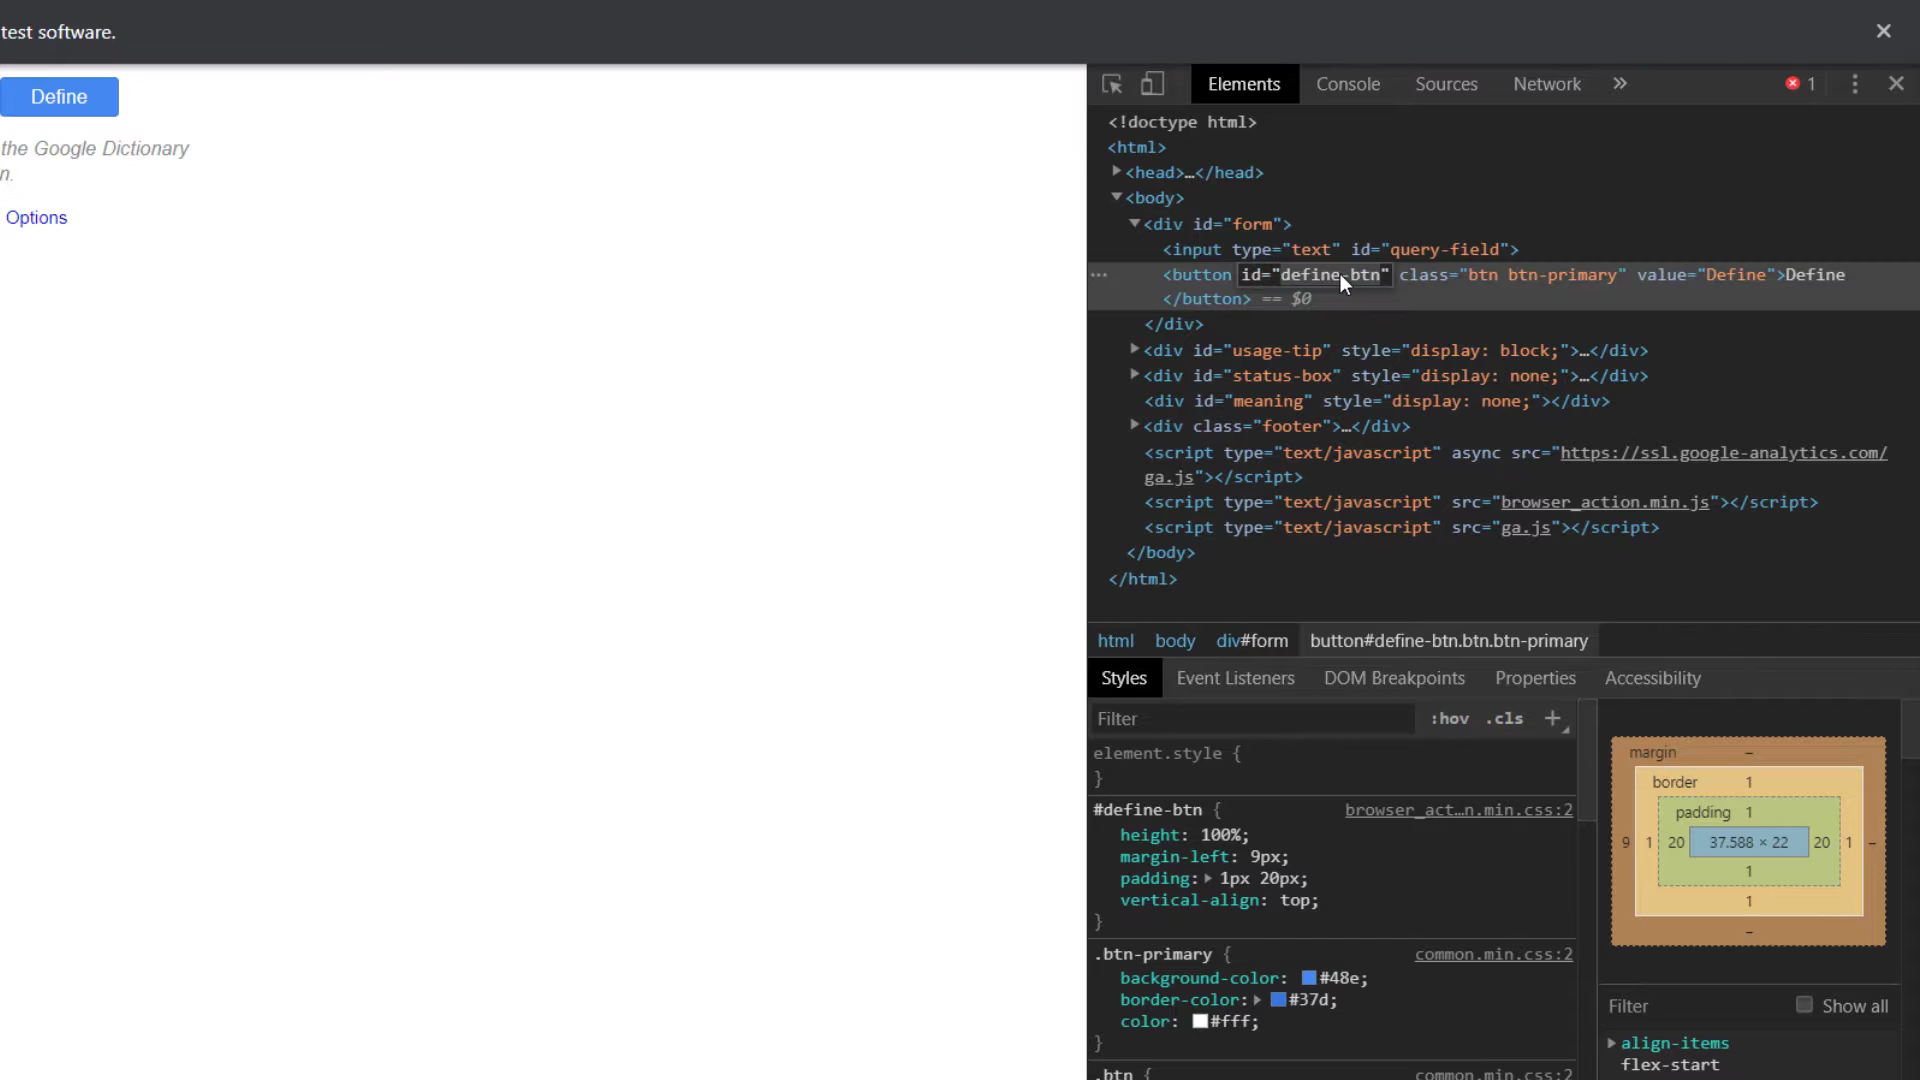 test software.
Define
the Google Dictionary
n.
Options
Elements Console Sources Network 1
<!doctype html>
<html>
<head>…</head>
<body>
<div id="form">
<input type="text" id="query-field">
<button id="define-btn" class="btn btn-primary" value="Define">Define
</button> == $0
</div>
<div id="usage-tip" style="display: block;">…</div>
<div id="status-box" style="display: none;">…</div>
<div id="meaning" style="display: none;"></div>
<div class="footer">…</div>
<script type="text/javascript" async src="https://ssl.google-analytics.com/
ga.js"></script>
<script type="text/javascript" src="browser_action.min.js"></script>
<script type="text/javascript" src="ga.js"></script>
</body>
</html>
html body div#form button#define-btn.btn.btn-primary
Styles Event Listeners DOM Breakpoints Properties Accessibility
Filter :hov .cls +
element.style {
}
#define-btn { browser_act…n.min.css:2
height: 100%;
margin-left: 9px;
padding: 1px 20px;
vertical-align: top;
}
.btn-primary { common.min.css:2
background-color: #48e;
border-color: #37d;
color: #fff;
}
.btn { common.min.css:2
margin –
border 1
padding 1
9 1 20 37.588 × 22 20 1 –
1
1
–
Filter Show all
align-items
flex-start